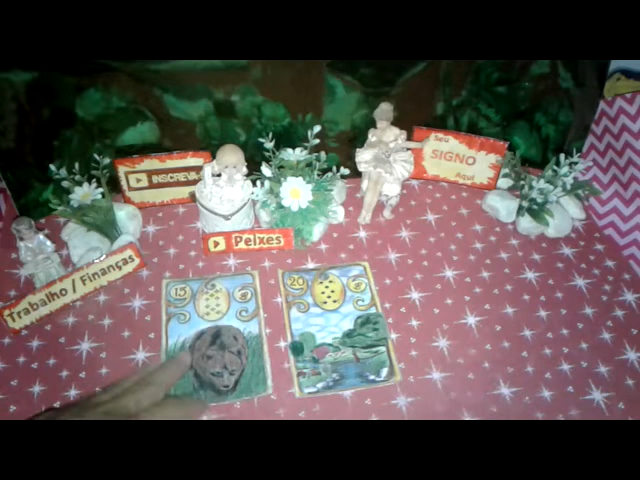 INSCREVA-
Seu
SIGNO
Aqui
Peixes
Trabalho / Finanças
15
20